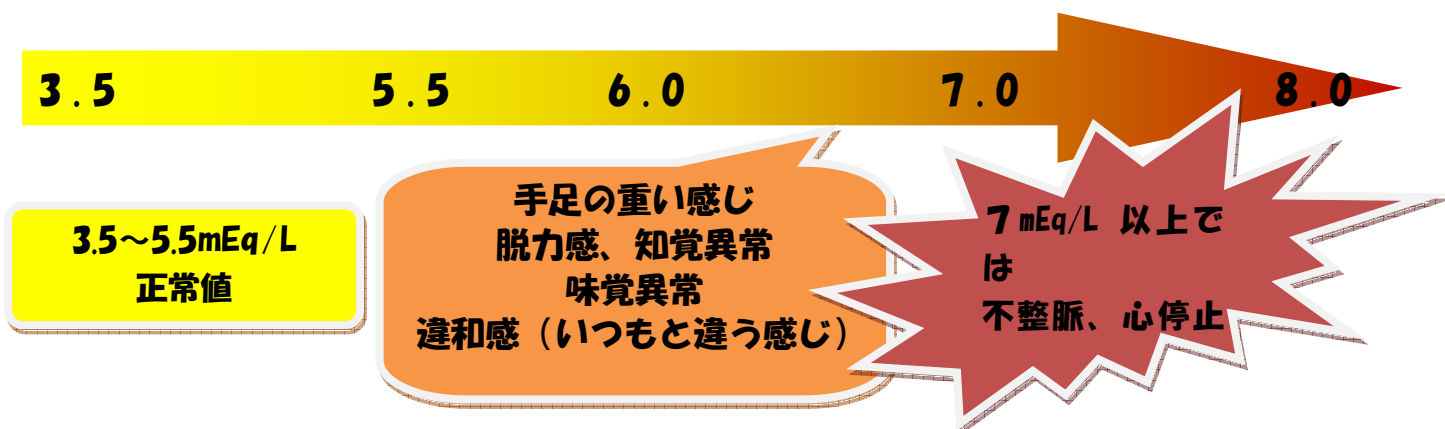 3.5 5.5 6.0 7.0 8.0
3.5~5.5mEq/L
正常値
手足の重い感じ
脱力感、知覚異常
味覚異常
違和感(いつもと違う感じ)
7mEq/L 以上で
は
不整脈、心停止